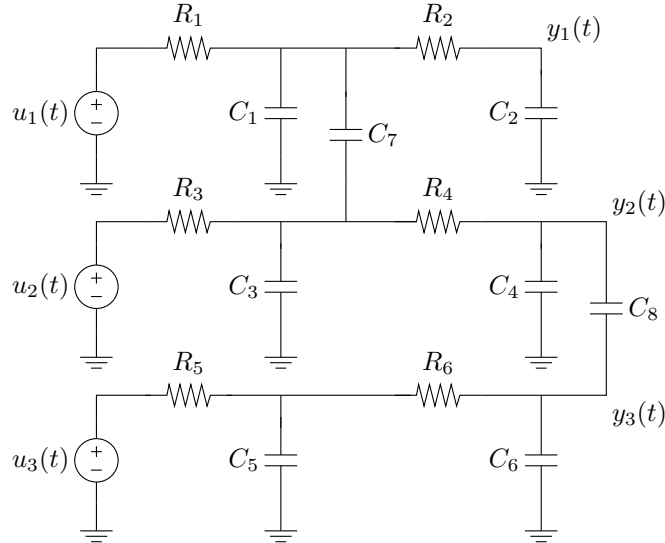 R₁ R₂ y₁(t)
u₁(t) + − C₁ C₇ C₂
R₃ R₄ y₂(t)
u₂(t) + − C₃ C₄ C₈
R₅ R₆ y₃(t)
u₃(t) + − C₅ C₆